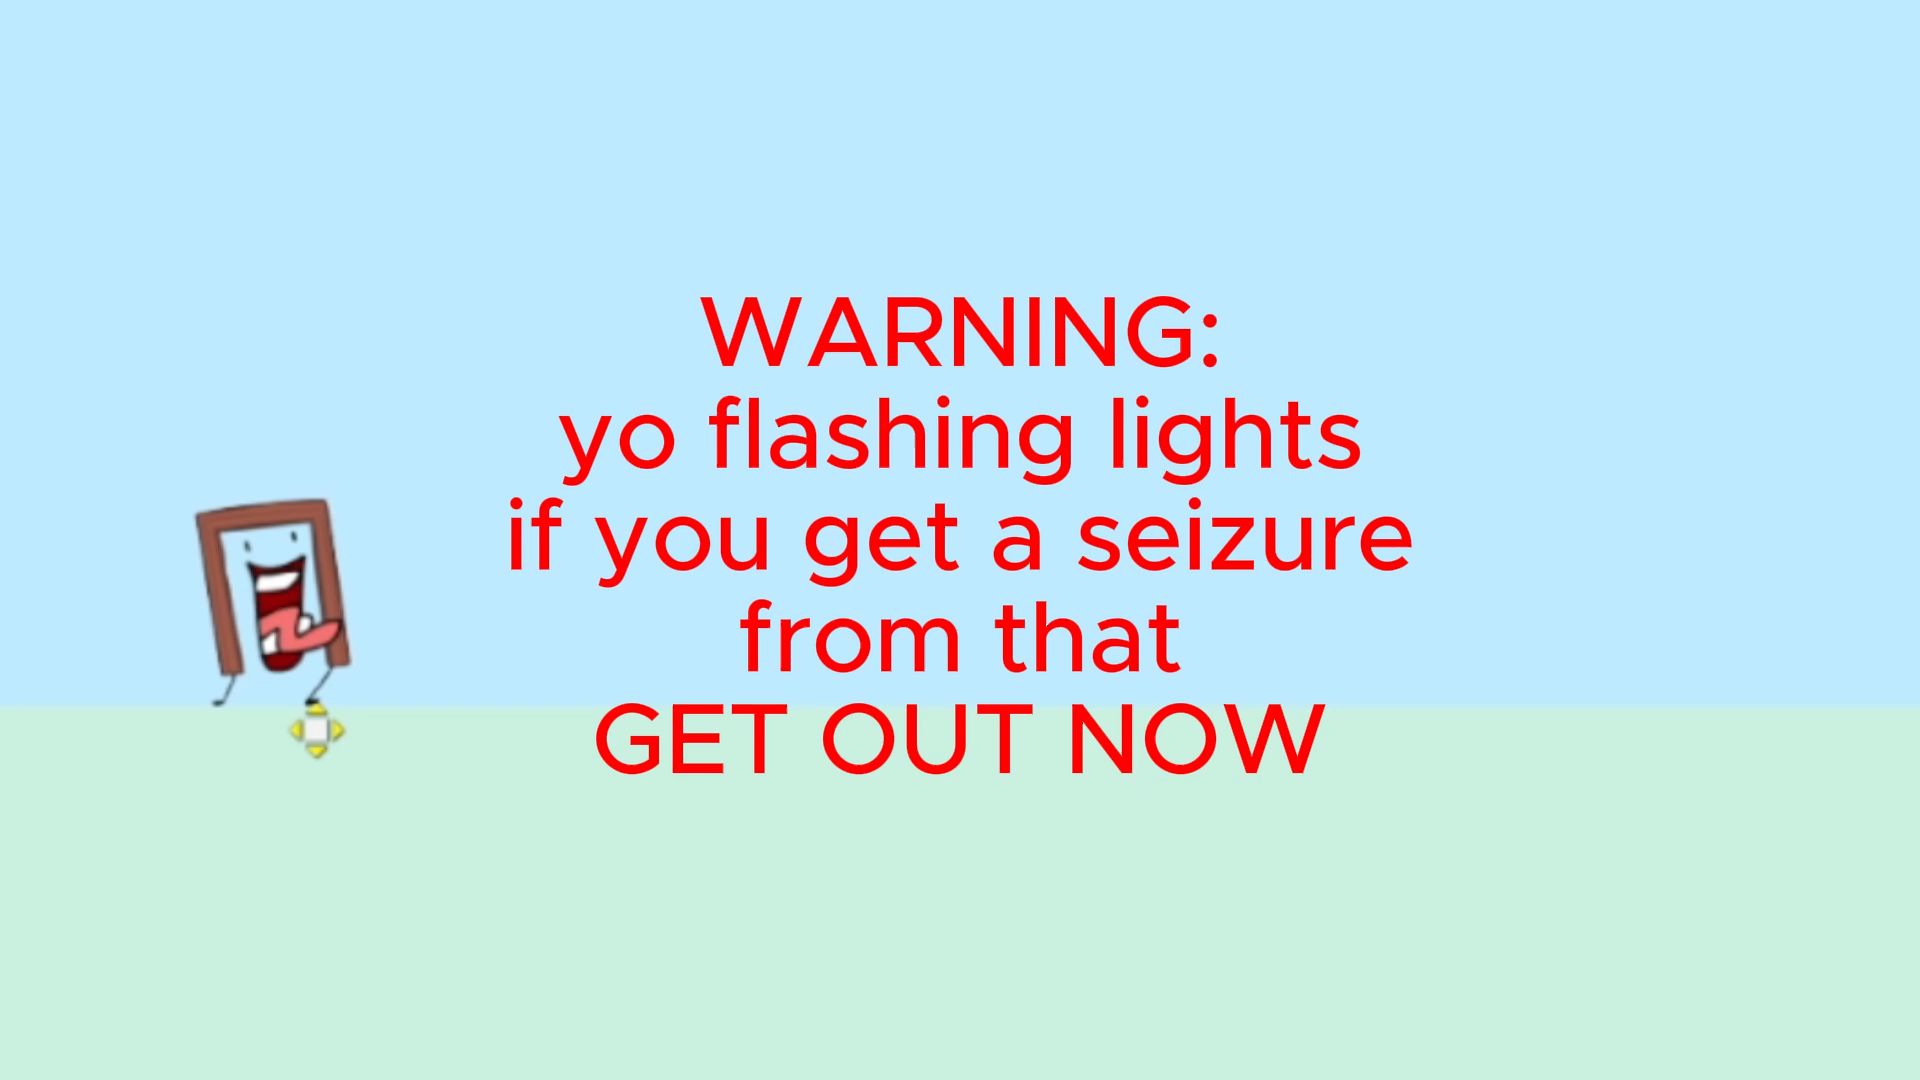 WARNING:
yo flashing lights
if you get a seizure
from that
GET OUT NOW